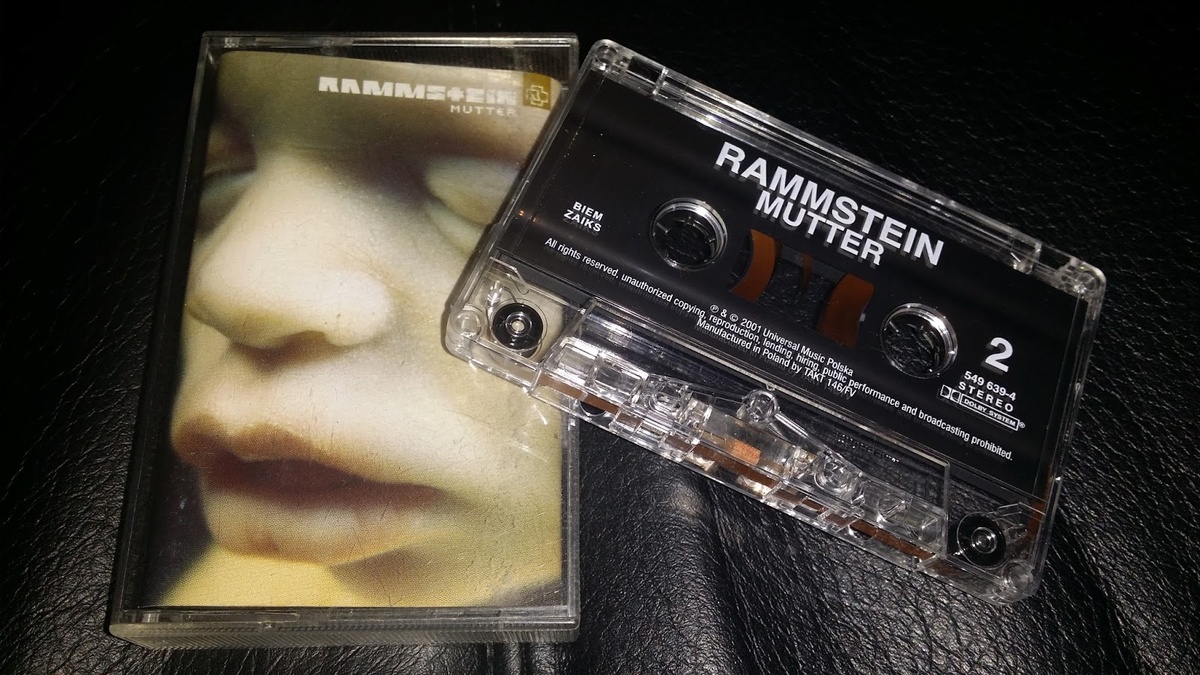 RAMMSTEIN
MUTTER
RAMMSTEIN
MUTTER
BIEM
ZAIKS
All rights reserved, unauthorized copying, reproduction, lending, hiring, public performance and broadcasting prohibited.
℗ & © 2001 Universal Music Polska
Manufactured in Poland by TAKT 146/FV
2
549 639-4
STEREO
DOLBY SYSTEM®